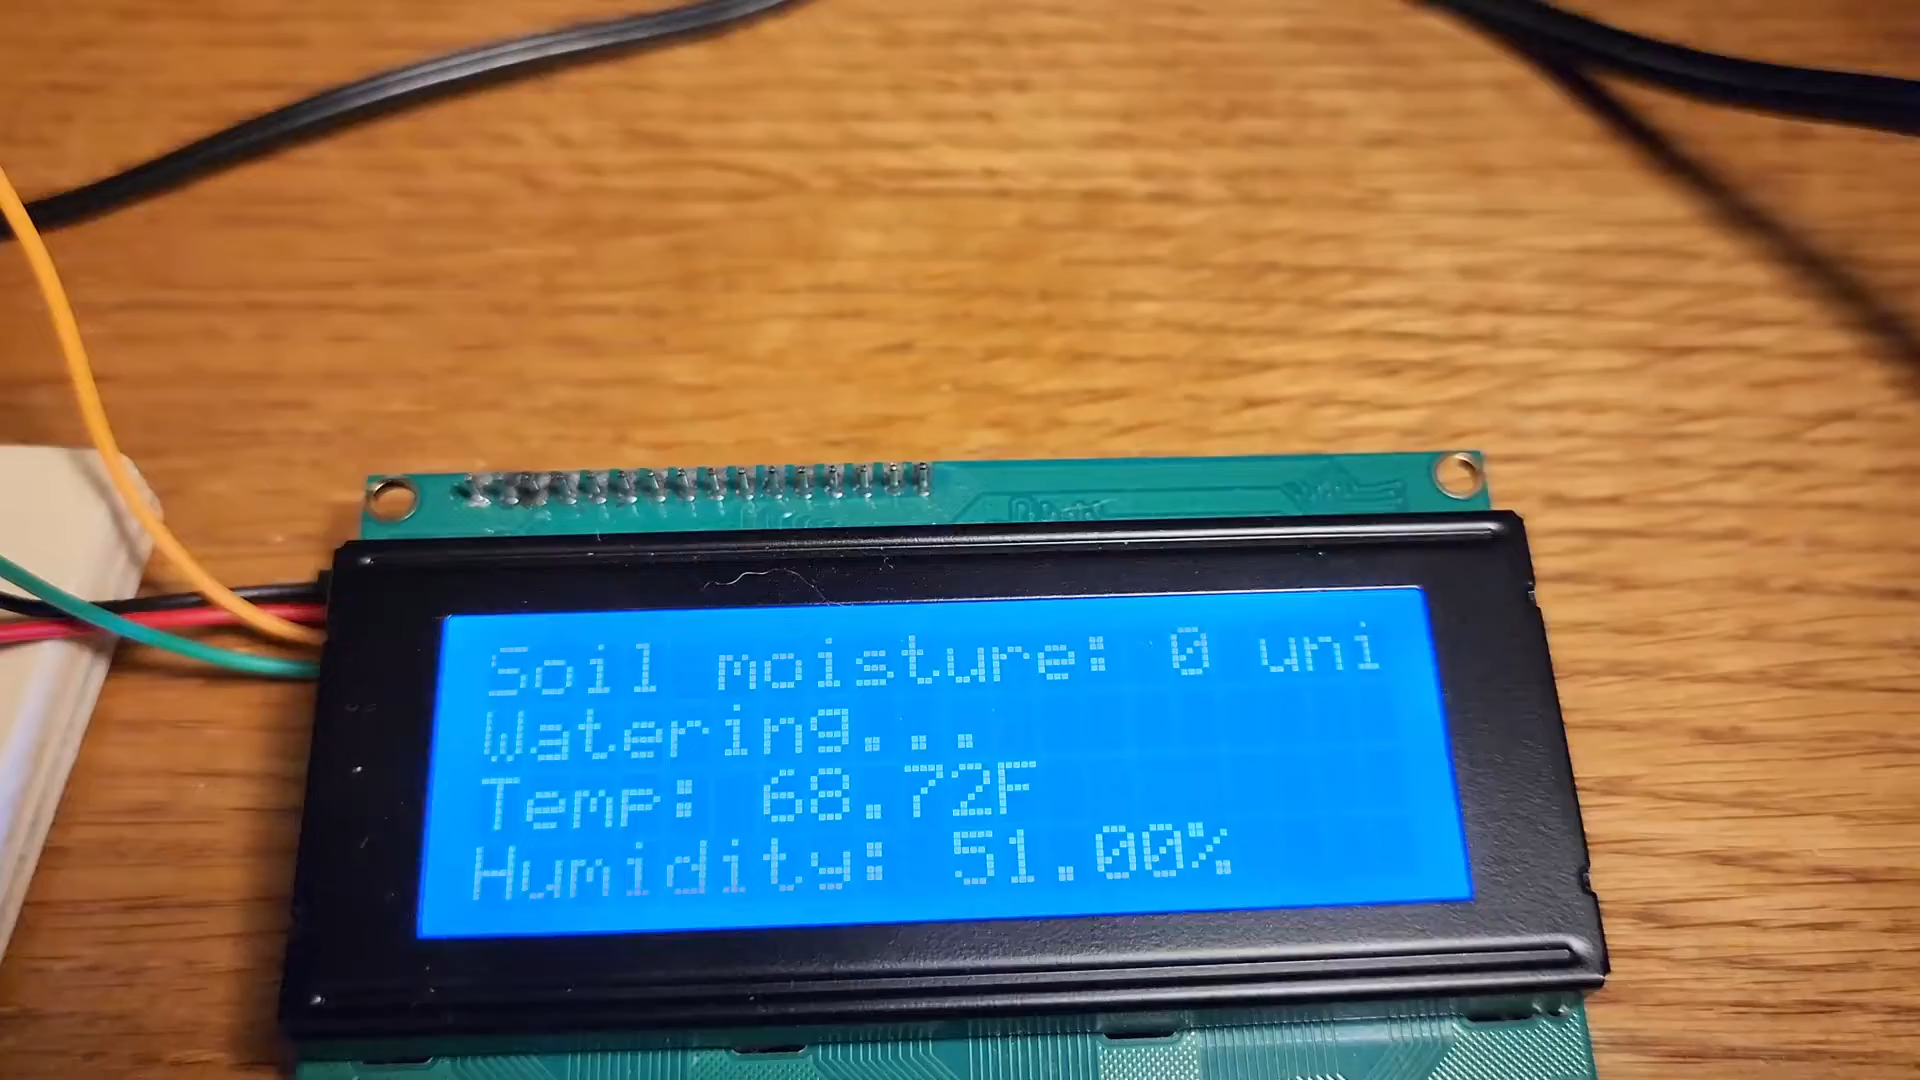 Soil moisture: 0 uni
Watering...
Temp: 68.72F
Humidity: 51.00%